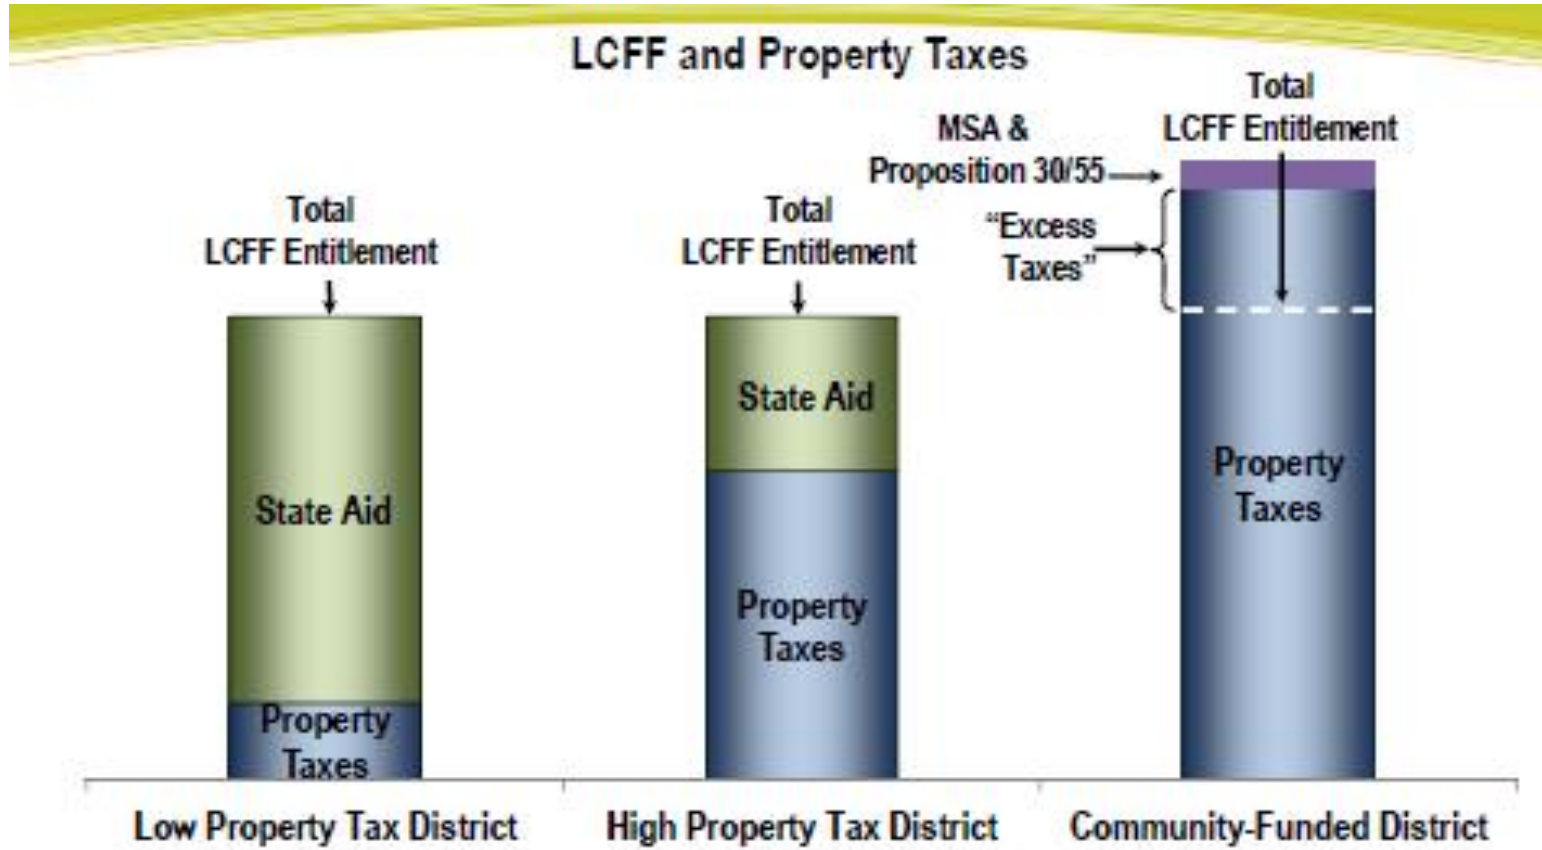 LCFF and Property Taxes
Total
LCFF Entitlement
State Aid
Property
Taxes
Low Property Tax District
Total
LCFF Entitlement
State Aid
Property
Taxes
High Property Tax District
Total
LCFF Entitlement
MSA &
Proposition 30/55
“Excess
Taxes”
Property
Taxes
Community-Funded District